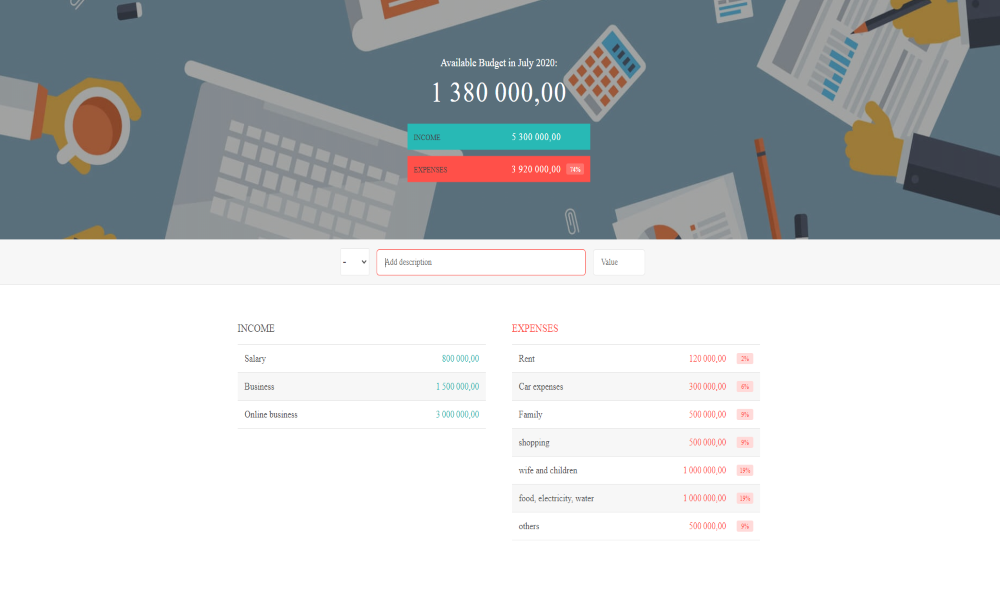 Available Budget in July 2020:
1 380 000,00
INCOME 5 300 000,00
EXPENSES 3 920 000,00 74%
- Add description Value
INCOME
Salary 800 000,00
Business 1 500 000,00
Online business 3 000 000,00
EXPENSES
Rent 120 000,00 2%
Car expenses 300 000,00 6%
Family 500 000,00 9%
shopping 500 000,00 9%
wife and children 1 000 000,00 19%
food, electricity, water 1 000 000,00 19%
others 500 000,00 9%